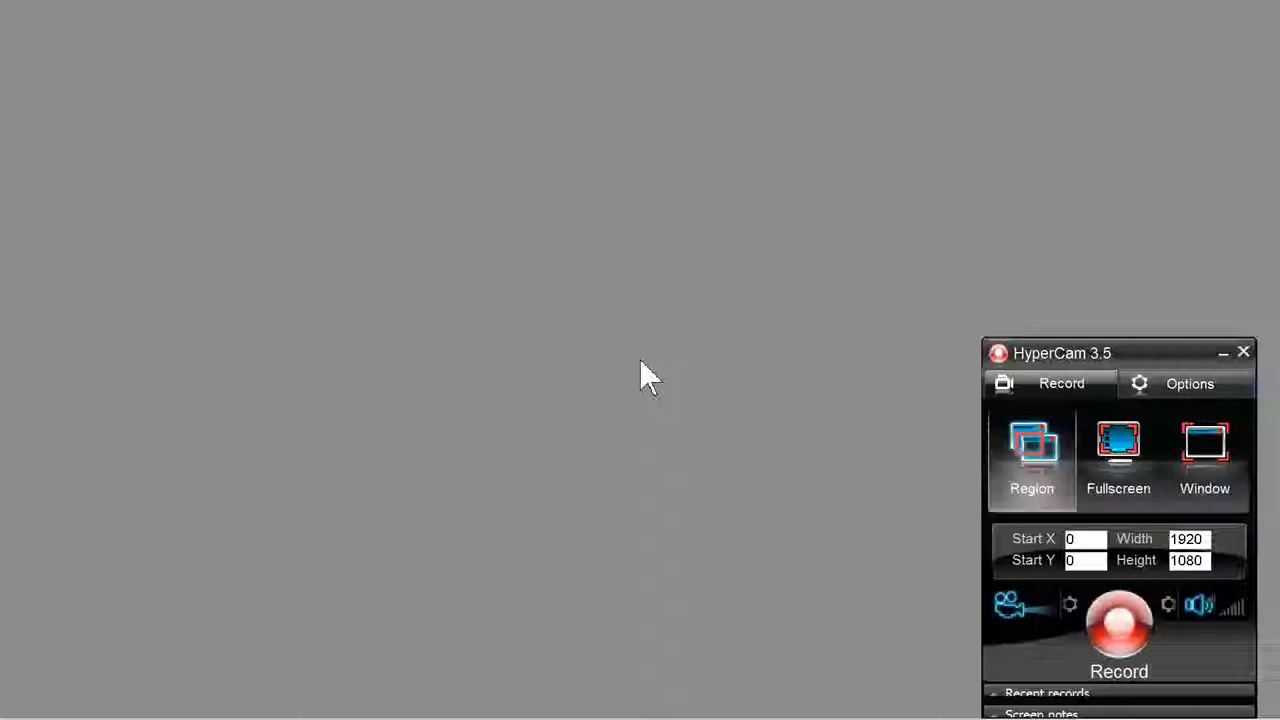 HyperCam 3.5
Record
Options
Region
Fullscreen
Window
Start X 0 Width 1920
Start Y 0 Height 1080
Record
Recent records
Screen notes